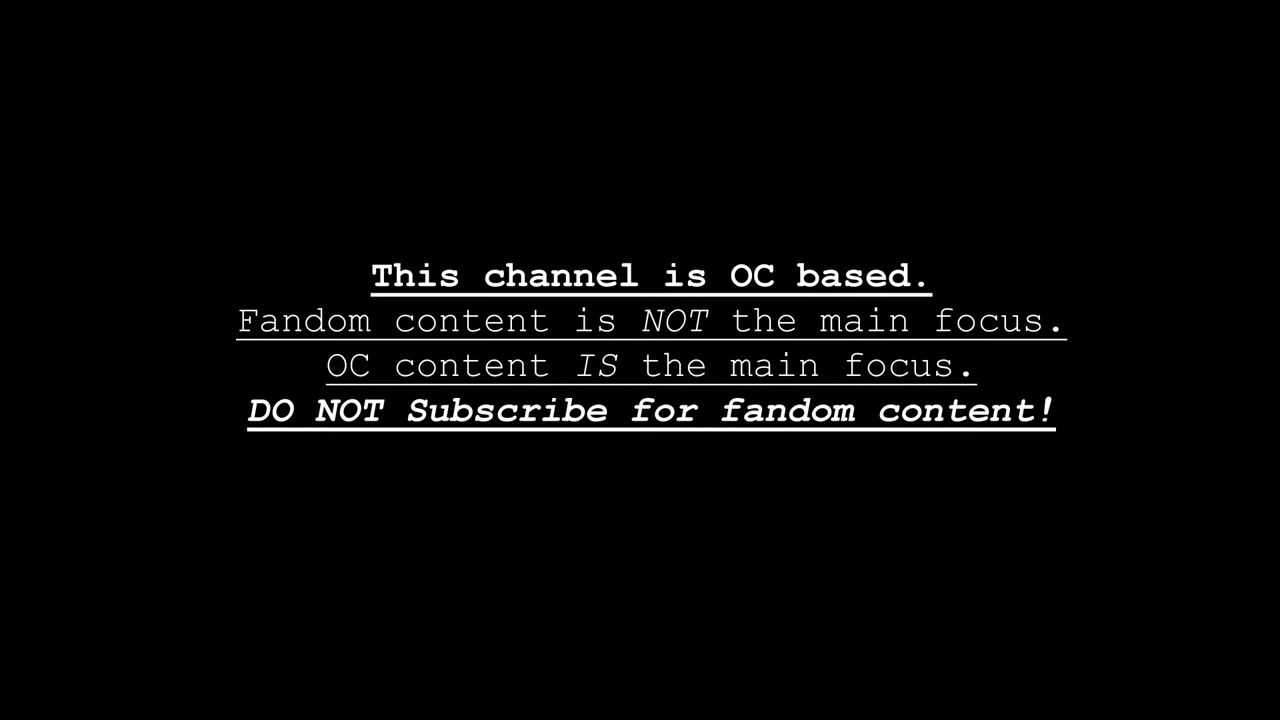 This channel is OC based.
Fandom content is NOT the main focus.
OC content IS the main focus.
DO NOT Subscribe for fandom content!